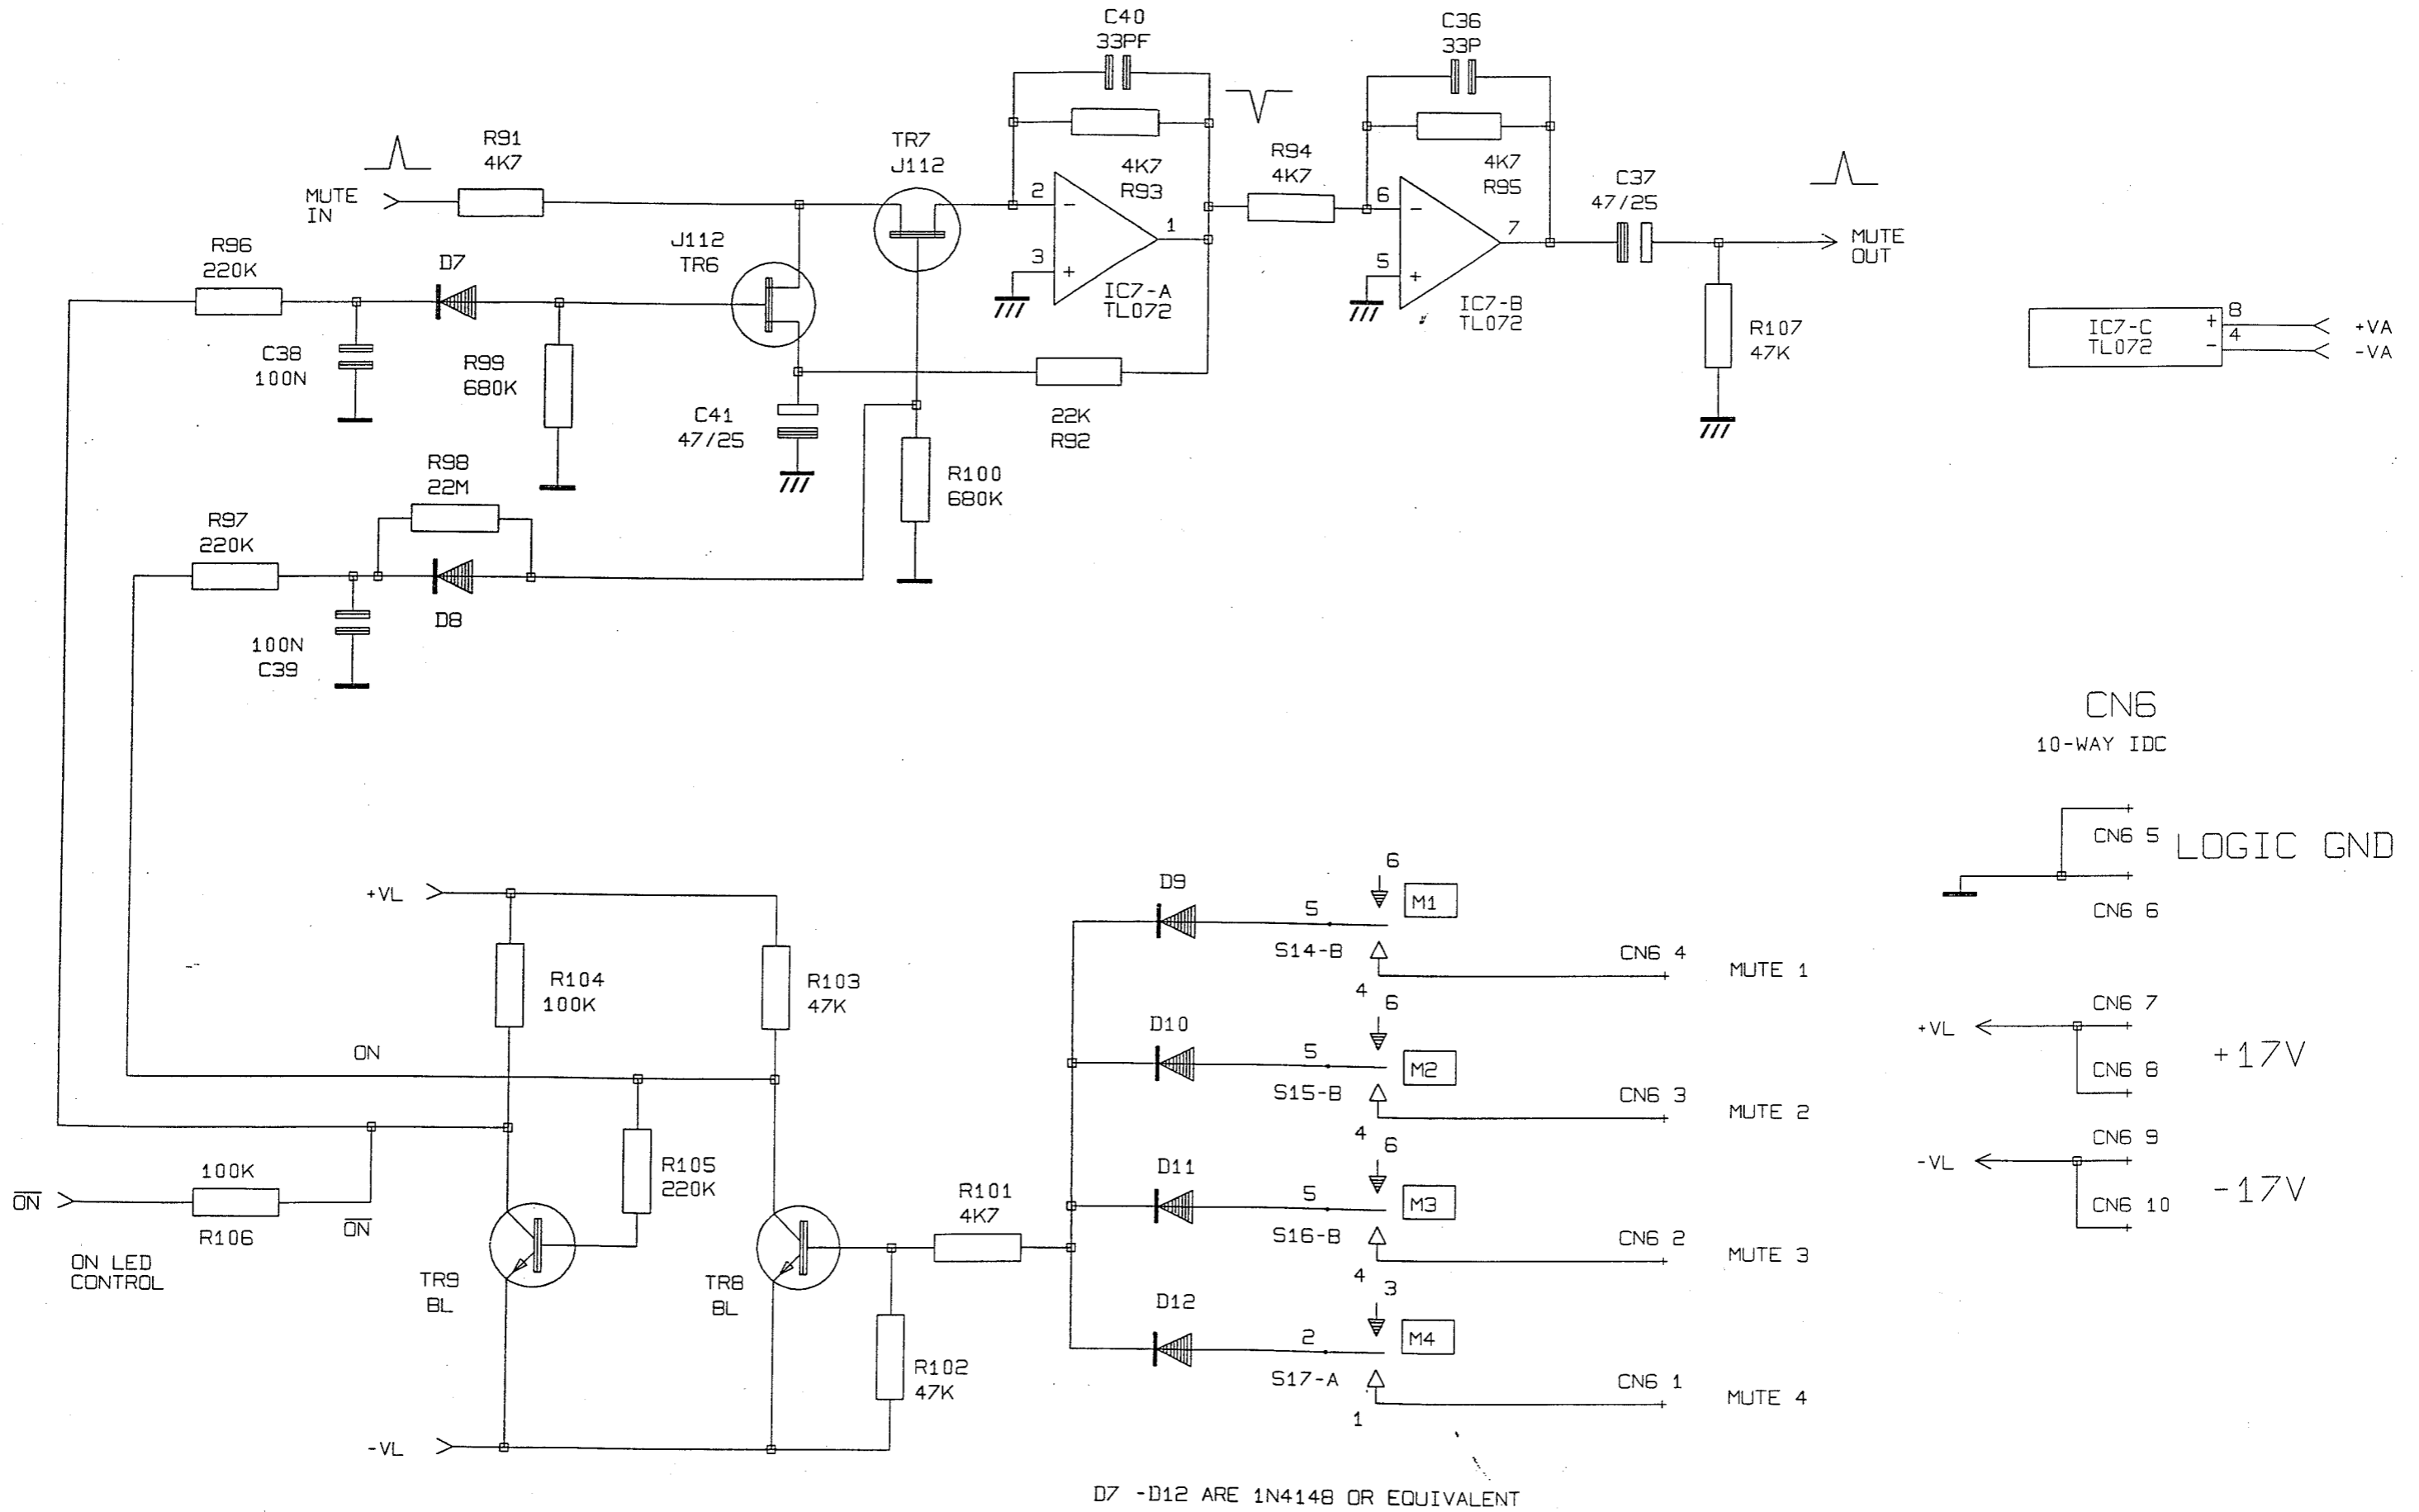 C40
33PF
C36
33P
R91
4K7
TR7
J112
4K7
R93
R94
4K7
4K7
R95
C37
47/25
MUTE
IN
MUTE
OUT
2
3
1
6
5
7
-
+
-
+
IC7-A
TL072
IC7-B
TL072
R96
220K
D7
J112
TR6
C38
100N
R99
680K
C41
47/25
22K
R92
R107
47K
IC7-C
TL072
+
-
8
4
+VA
-VA
R98
22M
R97
220K
R100
680K
D8
100N
C39
CN6
10-WAY IDC
CN6 5
LOGIC GND
CN6 6
CN6 7
+VL
+17V
CN6 8
CN6 9
-VL
-17V
CN6 10
+VL
R104
100K
R103
47K
ON
100K
R106
ON
ON
ON LED
CONTROL
R105
220K
TR9
BL
TR8
BL
R101
4K7
R102
47K
-VL
D9
5
6
M1
S14-B
4
CN6 4
MUTE 1
D10
5
6
M2
S15-B
4
CN6 3
MUTE 2
D11
5
6
M3
S16-B
4
CN6 2
MUTE 3
D12
2
3
M4
S17-A
1
CN6 1
MUTE 4
D7 -D12 ARE 1N4148 OR EQUIVALENT